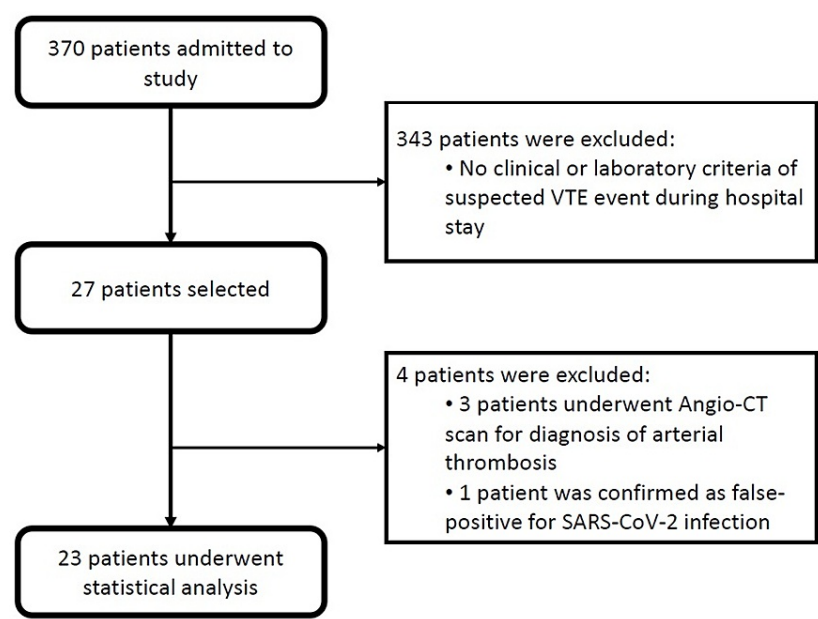 370 patients admitted to
study
343 patients were excluded:
• No clinical or laboratory criteria of
suspected VTE event during hospital
stay
27 patients selected
4 patients were excluded:
• 3 patients underwent Angio-CT
scan for diagnosis of arterial
thrombosis
• 1 patient was confirmed as false-
positive for SARS-CoV-2 infection
23 patients underwent
statistical analysis